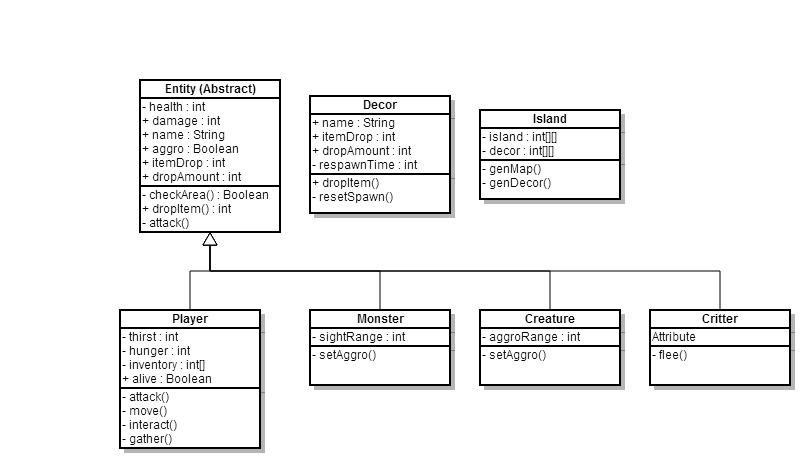 Entity (Abstract)
- health : int
+ damage : int
+ name : String
+ aggro : Boolean
+ itemDrop : int
+ dropAmount : int
- checkArea() : Boolean
+ dropItem() : int
- attack()
Decor
+ name : String
+ itemDrop : int
+ dropAmount : int
- respawnTime : int
+ dropItem()
- resetSpawn()
Island
- island : int[][]
- decor : int[][]
- genMap()
- genDecor()
Player
- thirst : int
- hunger : int
- inventory : int[]
+ alive : Boolean
- attack()
- move()
- interact()
- gather()
Monster
- sightRange : int
- setAggro()
Creature
- aggroRange : int
- setAggro()
Critter
Attribute
- flee()